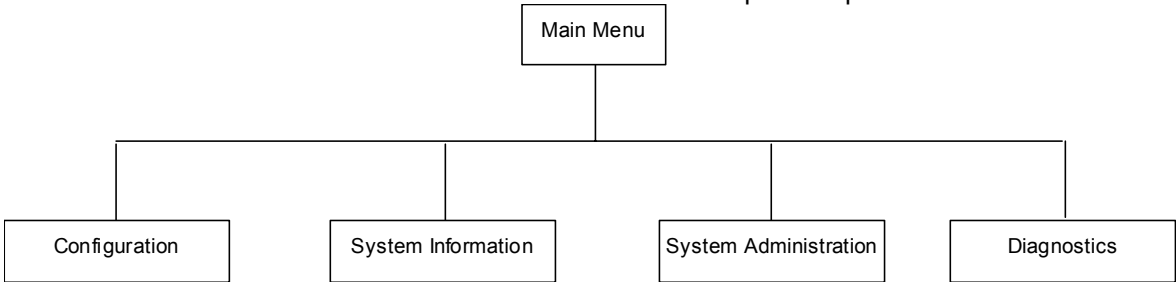 Main Menu
Configuration
System Information
System Administration
Diagnostics